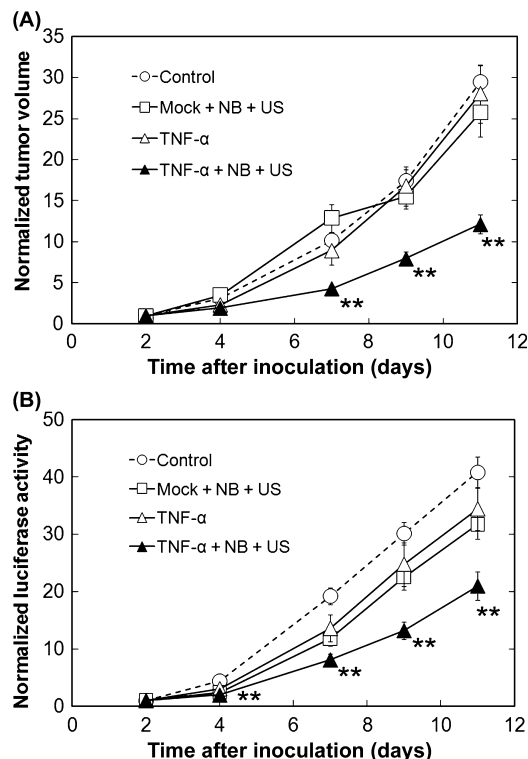 (A)
Normalized tumor volume
35
30
25
20
15
10
5
0
Control
Mock + NB + US
TNF-α
TNF-α + NB + US
**
**
**
0 2 4 6 8 10 12
Time after inoculation (days)
(B)
Normalized luciferase activity
50
40
30
20
10
0
Control
Mock + NB + US
TNF-α
TNF-α + NB + US
**
**
**
**
0 2 4 6 8 10 12 14
Time after inoculation (days)